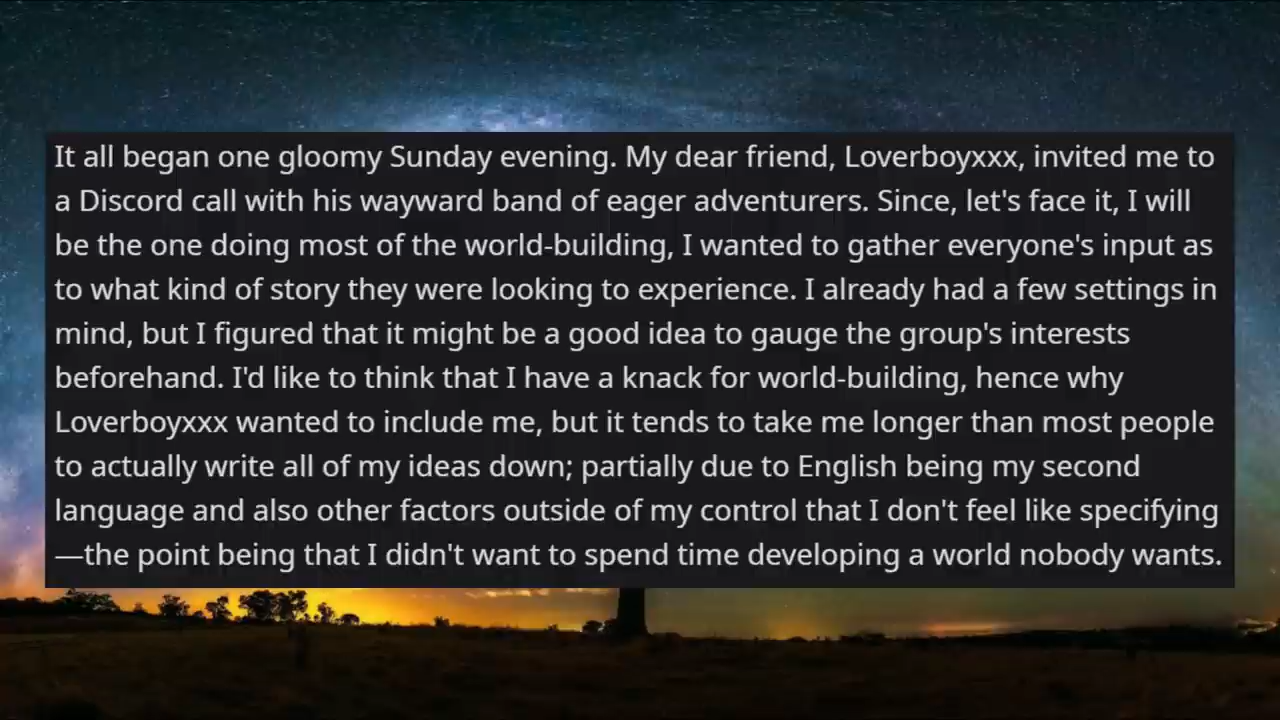 It all began one gloomy Sunday evening. My dear friend, Loverboyxxx, invited me to
a Discord call with his wayward band of eager adventurers. Since, let's face it, I will
be the one doing most of the world-building, I wanted to gather everyone's input as
to what kind of story they were looking to experience. I already had a few settings in
mind, but I figured that it might be a good idea to gauge the group's interests
beforehand. I'd like to think that I have a knack for world-building, hence why
Loverboyxxx wanted to include me, but it tends to take me longer than most people
to actually write all of my ideas down; partially due to English being my second
language and also other factors outside of my control that I don't feel like specifying
—the point being that I didn't want to spend time developing a world nobody wants.